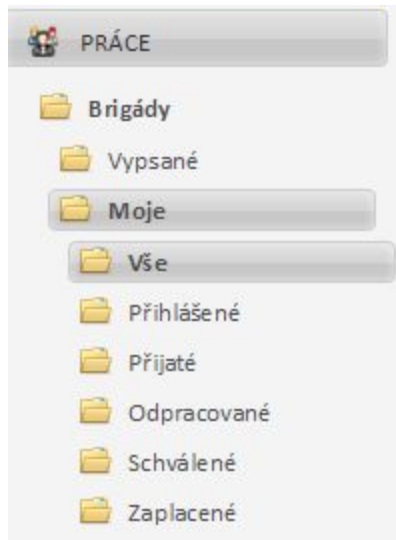 PRÁCE
Brigády
Vypsané
Moje
Vše
Přihlášené
Přijaté
Odpracované
Schválené
Zaplacené